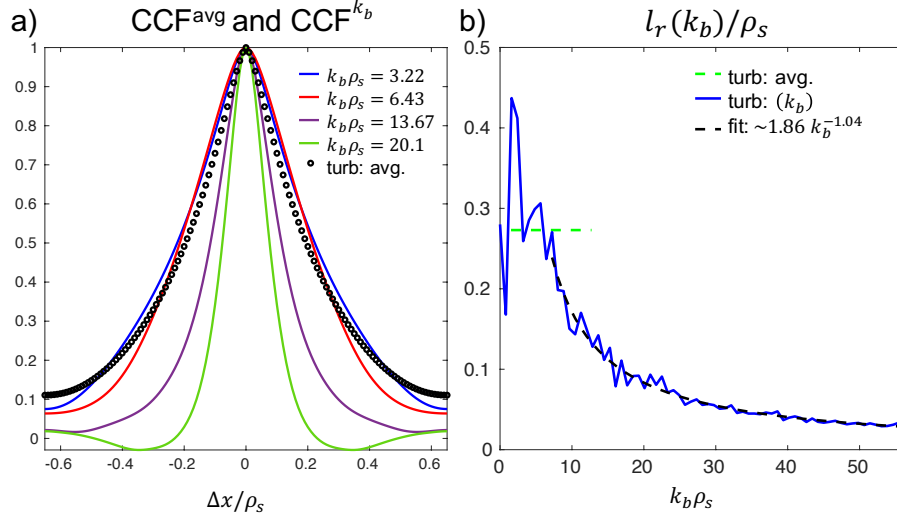 a)
CCF^avg and CCF^{k_b}
1
0.9
0.8
0.7
0.6
0.5
0.4
0.3
0.2
0.1
0
-0.6
-0.4
-0.2
0
0.2
0.4
0.6
Δx/ρ_s
k_bρ_s = 3.22
k_bρ_s = 6.43
k_bρ_s = 13.67
k_bρ_s = 20.1
turb: avg.
b)
l_r(k_b)/ρ_s
0.5
0.4
0.3
0.2
0.1
0
0
10
20
30
40
50
k_bρ_s
turb: avg.
turb: (k_b)
fit: ~1.86 k_b^{-1.04}